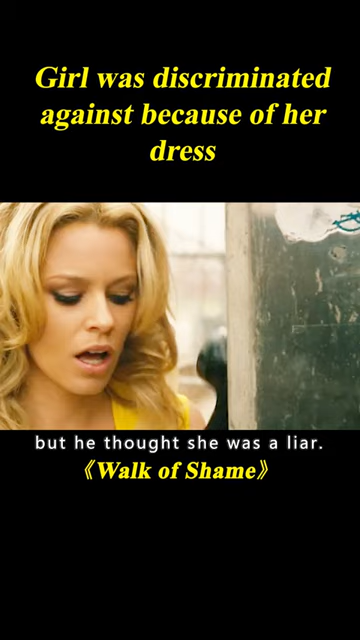 Girl was discriminated
against because of her
dress
but he thought she was a liar.
《Walk of Shame》